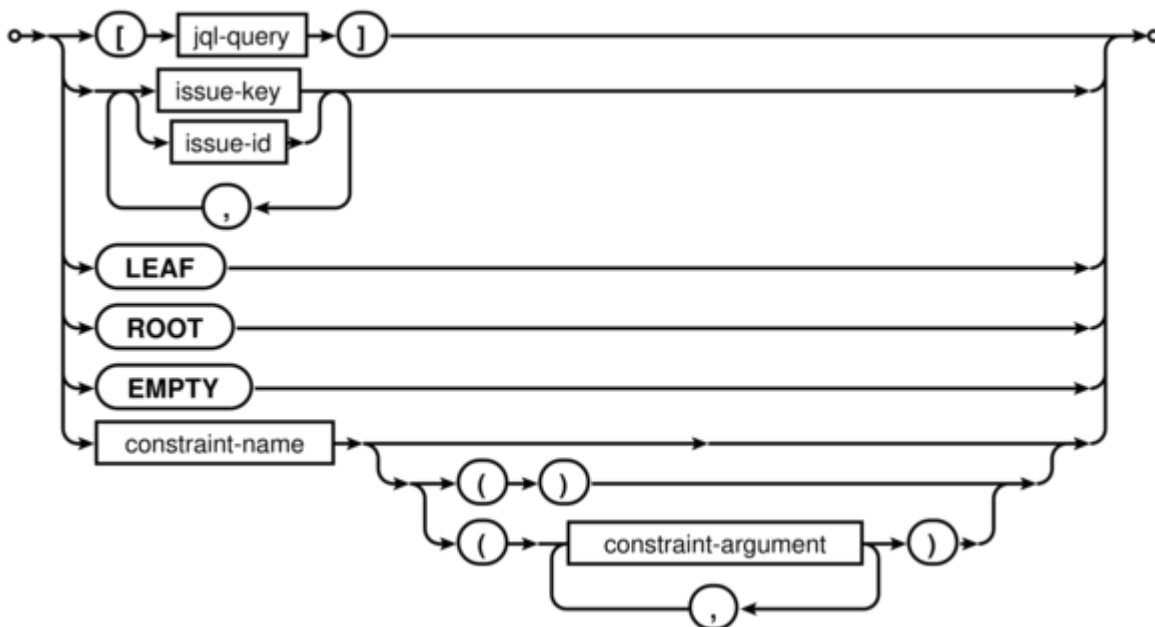 [ jql-query ]
issue-key
issue-id
,
LEAF
ROOT
EMPTY
constraint-name
( )
( constraint-argument )
,